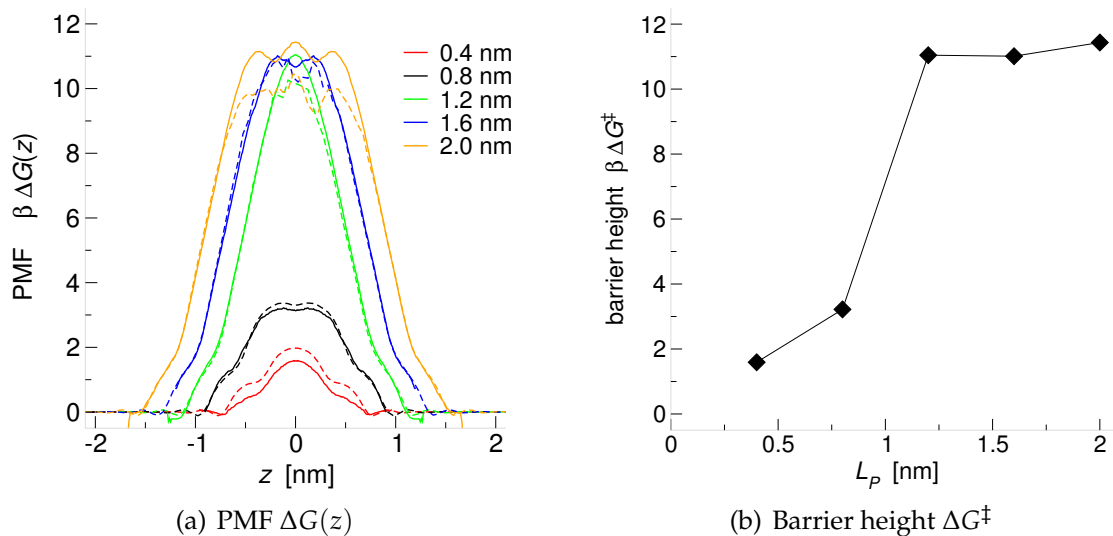 12
10
8
6
4
2
0
PMF β ΔG(z)
-2 -1 0 1 2
z [nm]
0.4 nm
0.8 nm
1.2 nm
1.6 nm
2.0 nm
(a) PMF ΔG(z)
12
10
8
6
4
2
0
barrier height β ΔG‡
0 0.5 1 1.5 2
L_P [nm]
(b) Barrier height ΔG‡